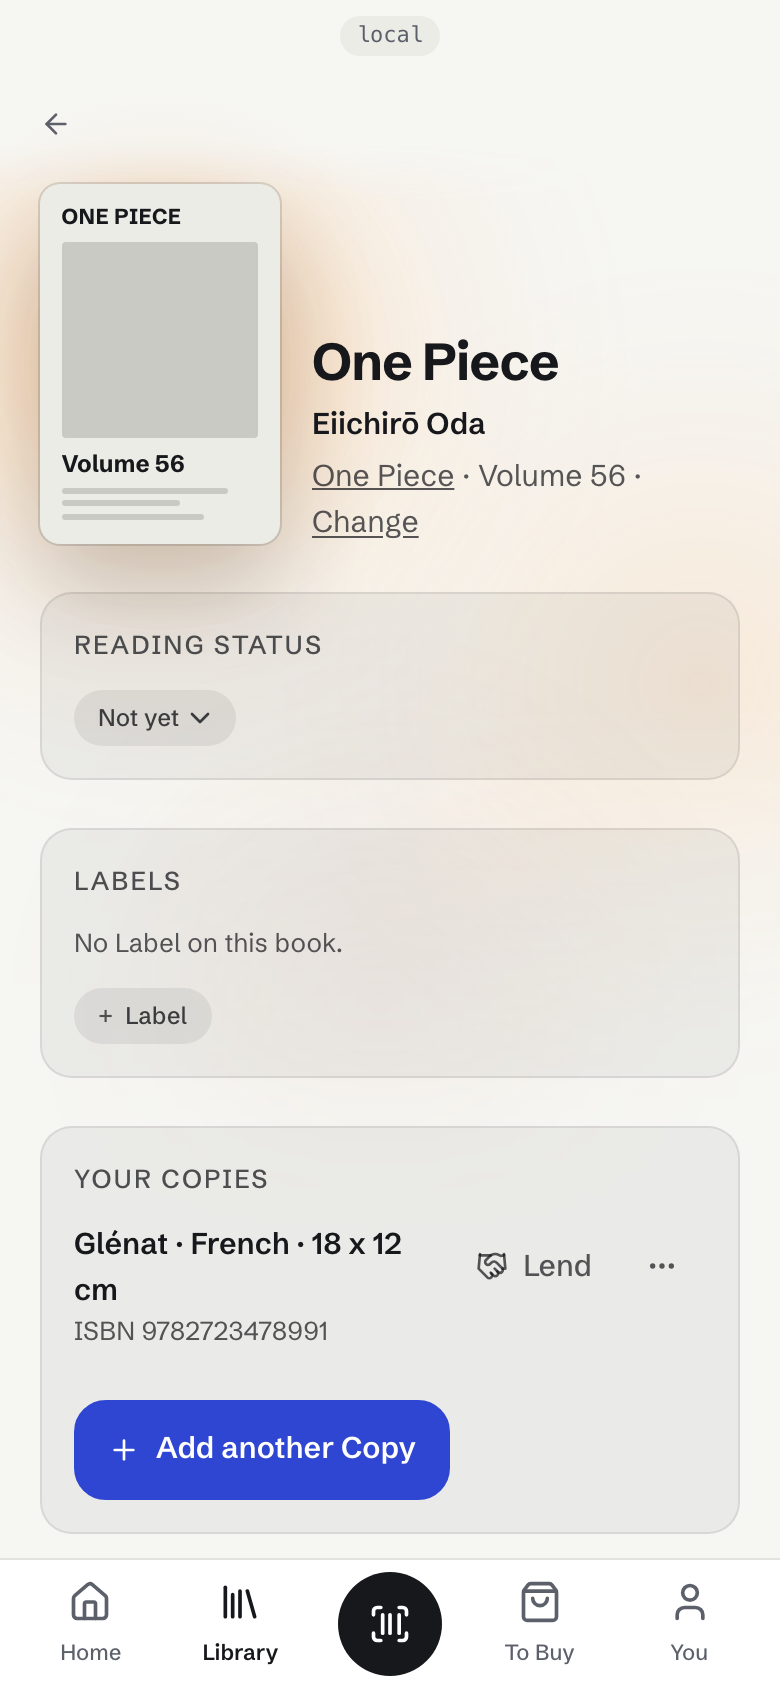 local
ONE PIECE
Volume 56
One Piece
Eiichirō Oda
One Piece · Volume 56 ·
Change
READING STATUS
Not yet
LABELS
No Label on this book.
+ Label
YOUR COPIES
Glénat · French · 18 x 12
cm
ISBN 9782723478991
Lend
Add another Copy
Home
Library
To Buy
You